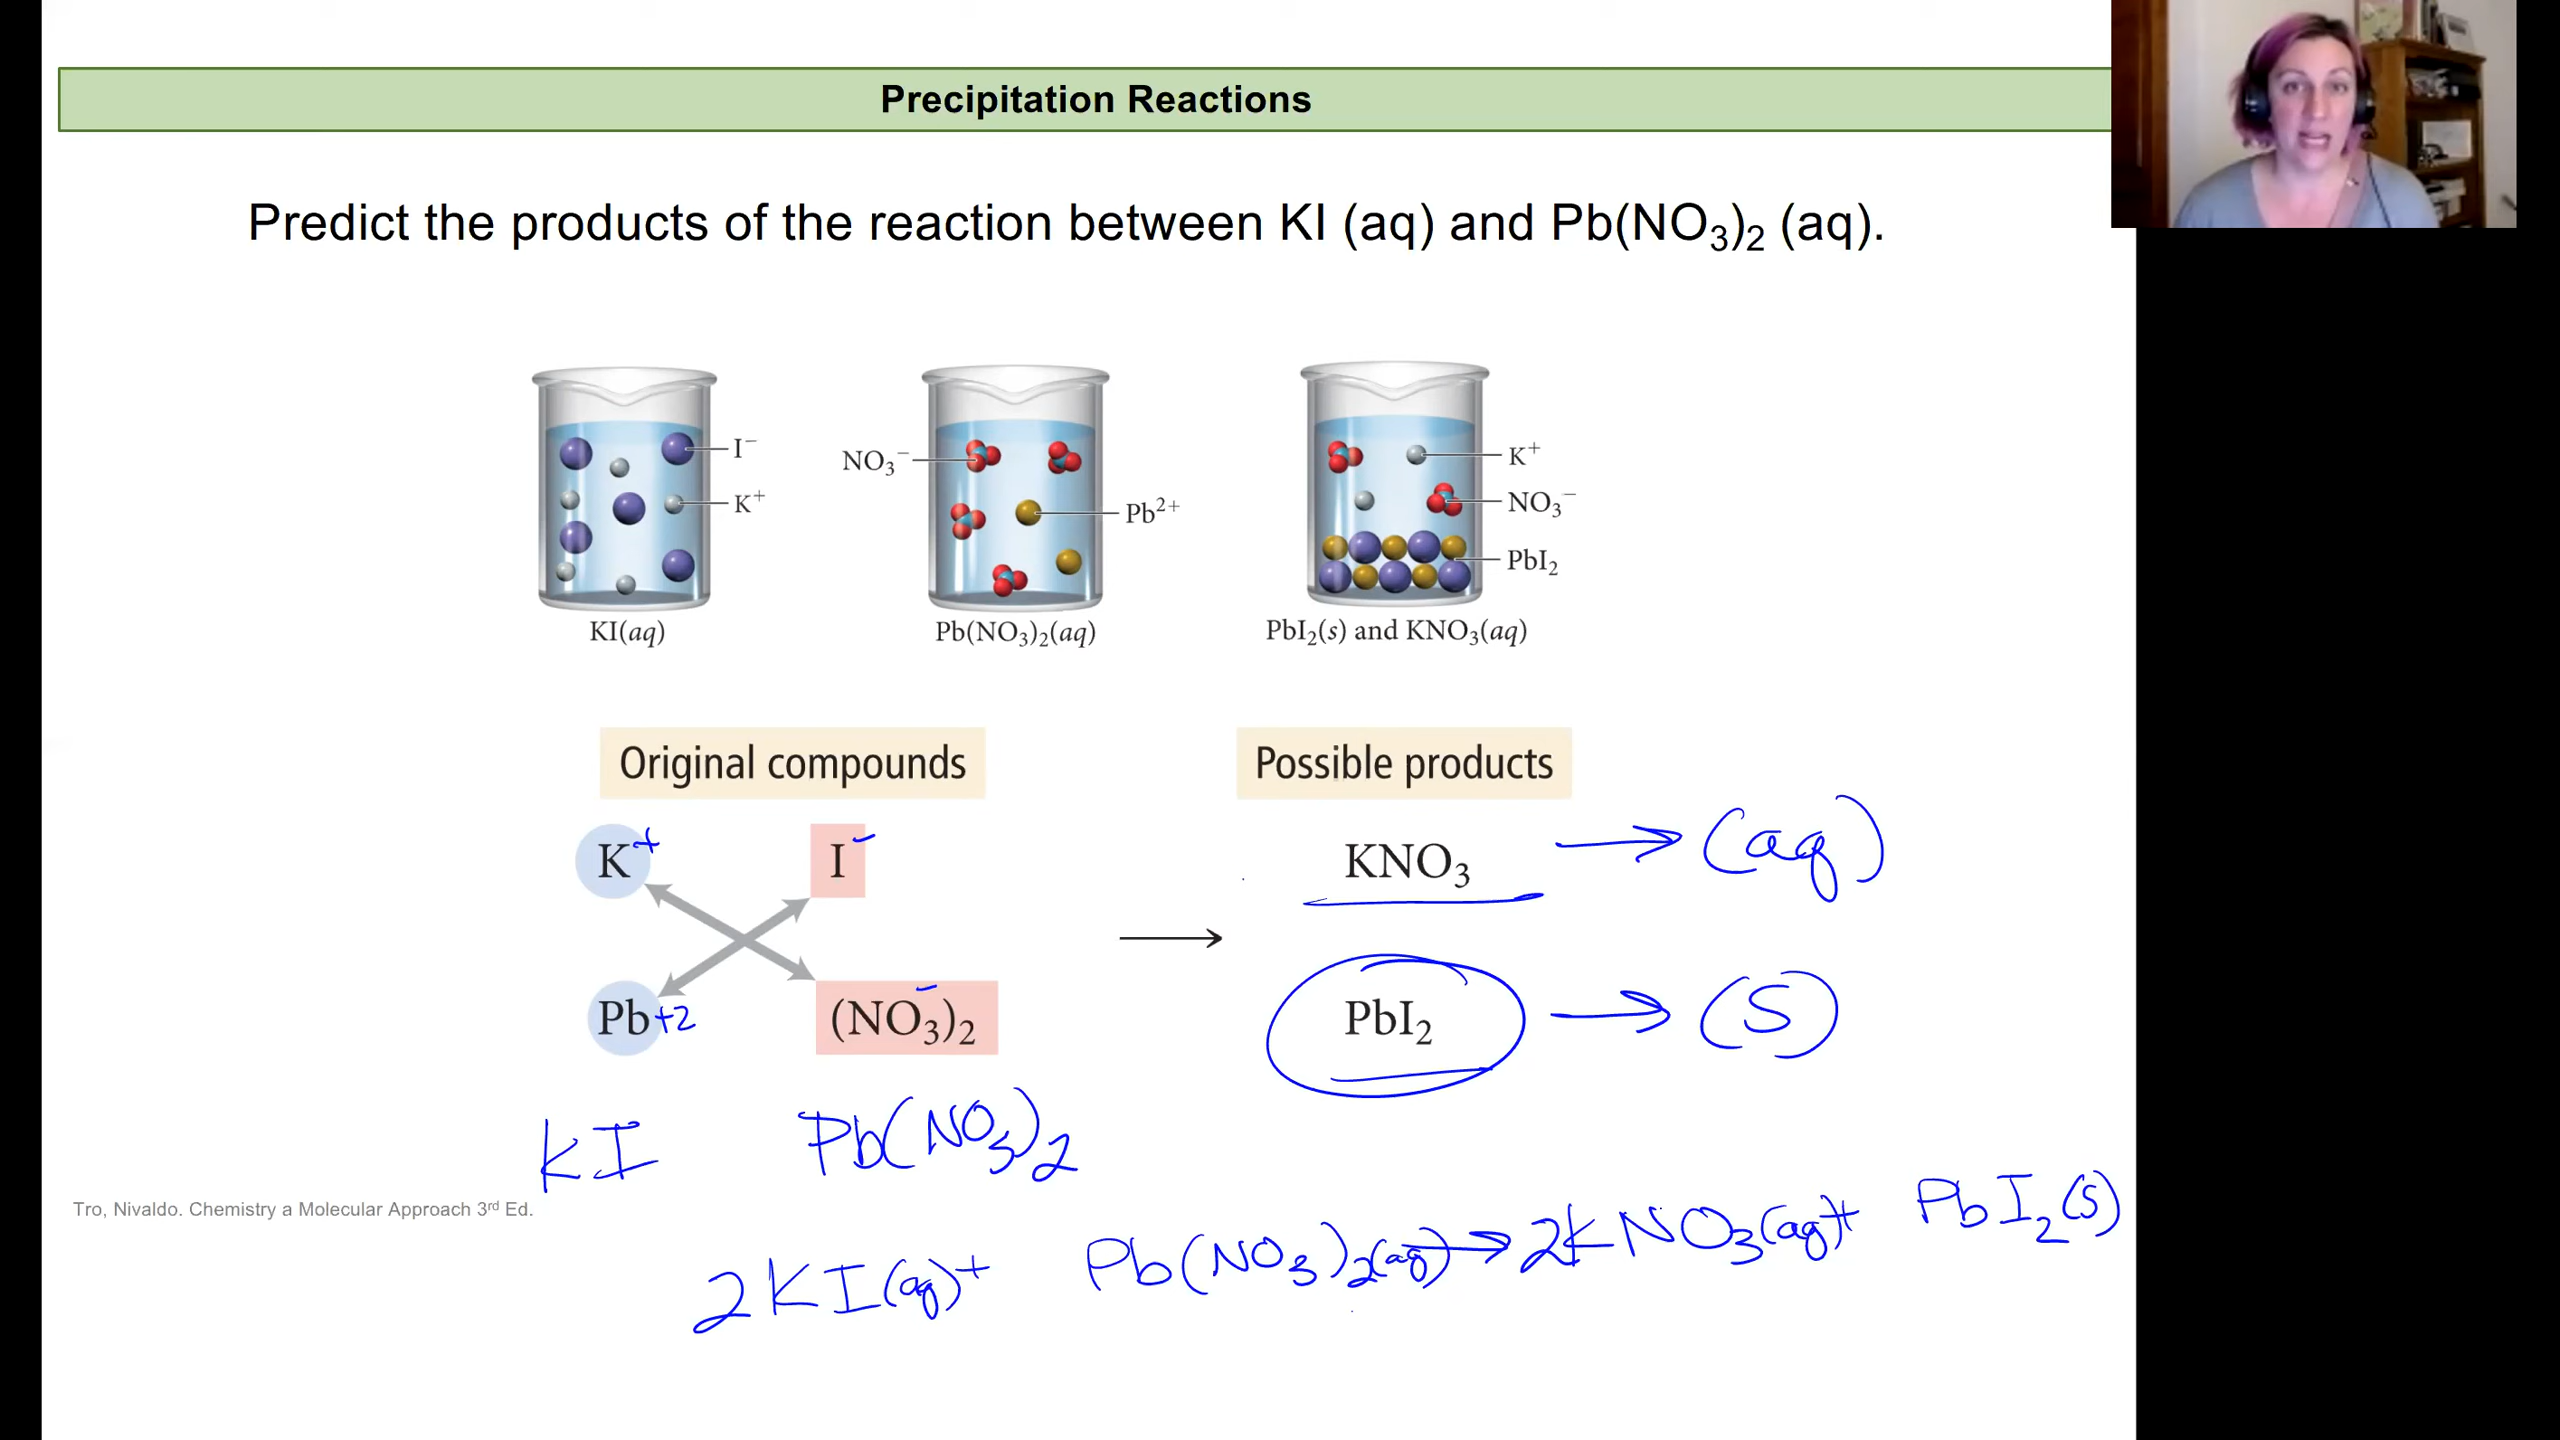 Precipitation Reactions
Predict the products of the reaction between KI (aq) and Pb(NO₃)₂ (aq).
I⁻
K⁺
NO₃⁻
Pb²⁺
K⁺
NO₃⁻
PbI₂
KI(aq)
Pb(NO₃)₂(aq)
PbI₂(s) and KNO₃(aq)
Original compounds
Possible products
K⁺ I⁻
KNO₃ → (aq)
Pb+2 (NO₃⁻)₂
→
PbI₂ → (s)
KI Pb(NO₃)₂
Tro, Nivaldo. Chemistry a Molecular Approach 3ʳᵈ Ed.
2KI(aq) + Pb(NO₃)₂(aq) → 2KNO₃(aq) + PbI₂(s)